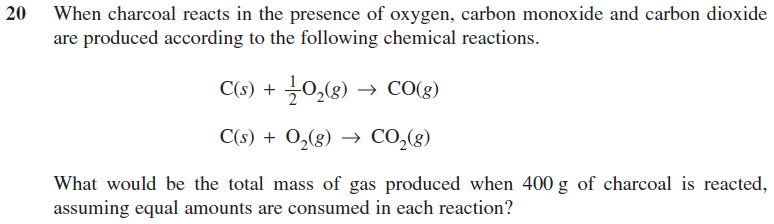 20 When charcoal reacts in the presence of oxygen, carbon monoxide and carbon dioxide
are produced according to the following chemical reactions.
C(s) + ½O₂(g) → CO(g)
C(s) + O₂(g) → CO₂(g)
What would be the total mass of gas produced when 400 g of charcoal is reacted,
assuming equal amounts are consumed in each reaction?